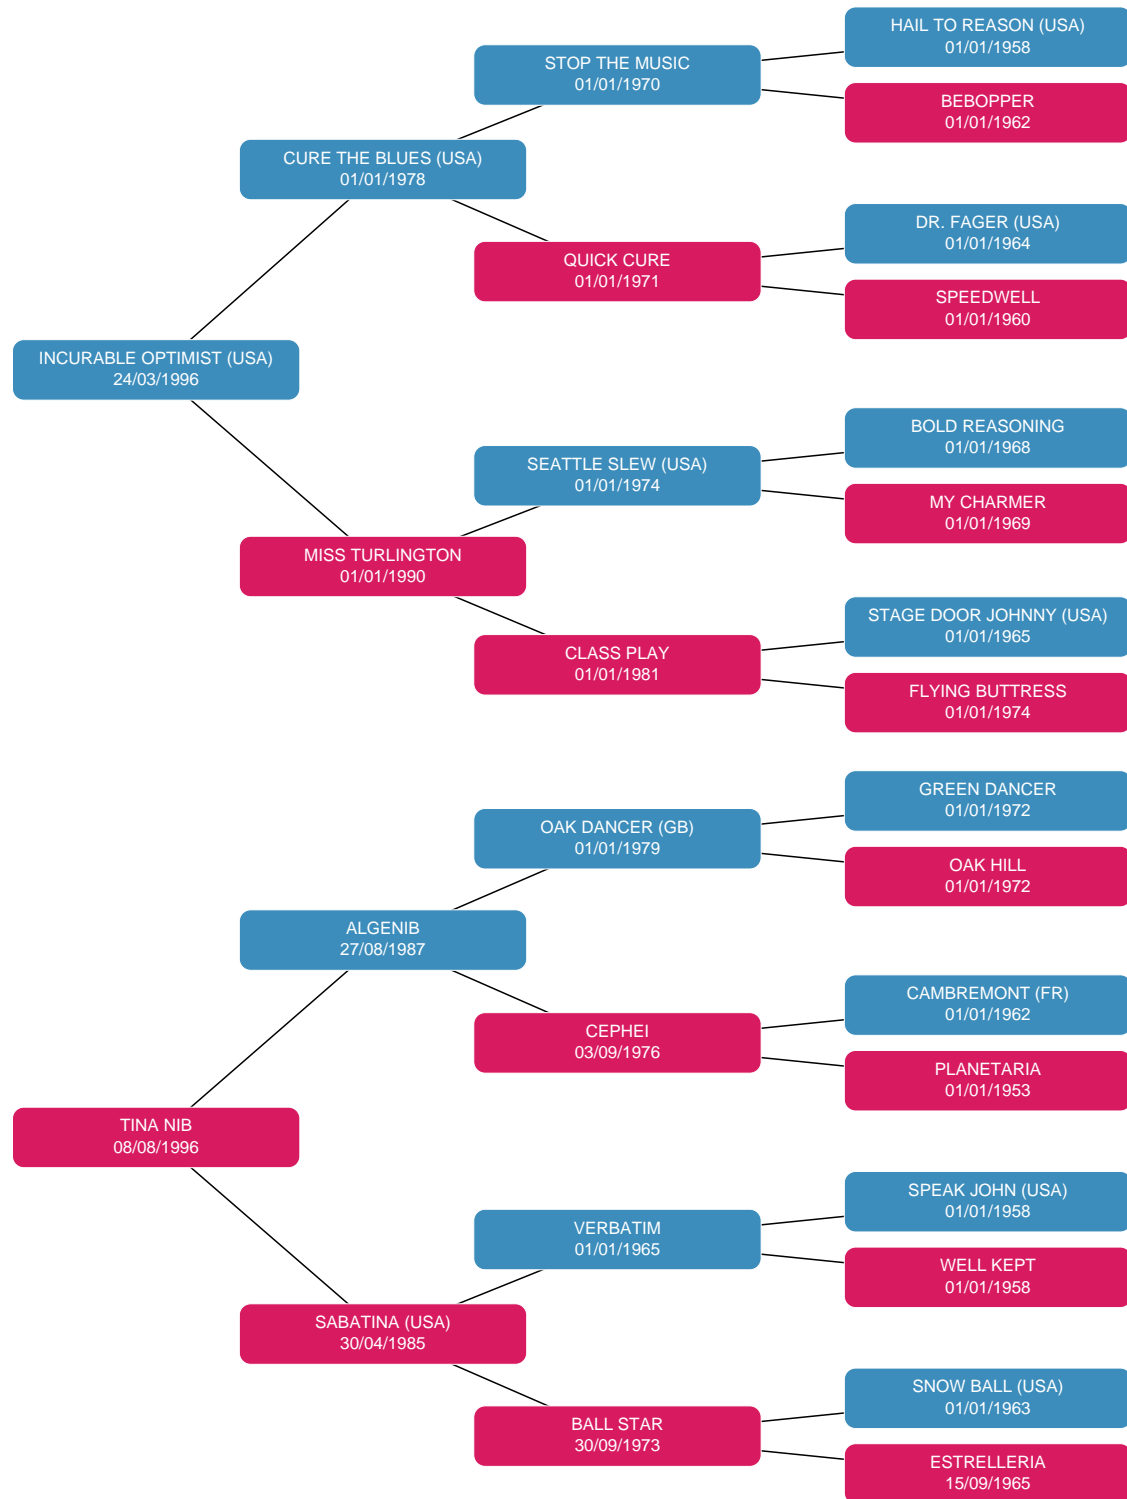 HAIL TO REASON (USA)
01/01/1958
STOP THE MUSIC
01/01/1970
BEBOPPER
01/01/1962
CURE THE BLUES (USA)
01/01/1978
DR. FAGER (USA)
01/01/1964
QUICK CURE
01/01/1971
SPEEDWELL
01/01/1960
INCURABLE OPTIMIST (USA)
24/03/1996
BOLD REASONING
01/01/1968
SEATTLE SLEW (USA)
01/01/1974
MY CHARMER
01/01/1969
MISS TURLINGTON
01/01/1990
STAGE DOOR JOHNNY (USA)
01/01/1965
CLASS PLAY
01/01/1981
FLYING BUTTRESS
01/01/1974
GREEN DANCER
01/01/1972
OAK DANCER (GB)
01/01/1979
OAK HILL
01/01/1972
ALGENIB
27/08/1987
CAMBREMONT (FR)
01/01/1962
CEPHEI
03/09/1976
PLANETARIA
01/01/1953
TINA NIB
08/08/1996
SPEAK JOHN (USA)
01/01/1958
VERBATIM
01/01/1965
WELL KEPT
01/01/1958
SABATINA (USA)
30/04/1985
SNOW BALL (USA)
01/01/1963
BALL STAR
30/09/1973
ESTRELLERIA
15/09/1965